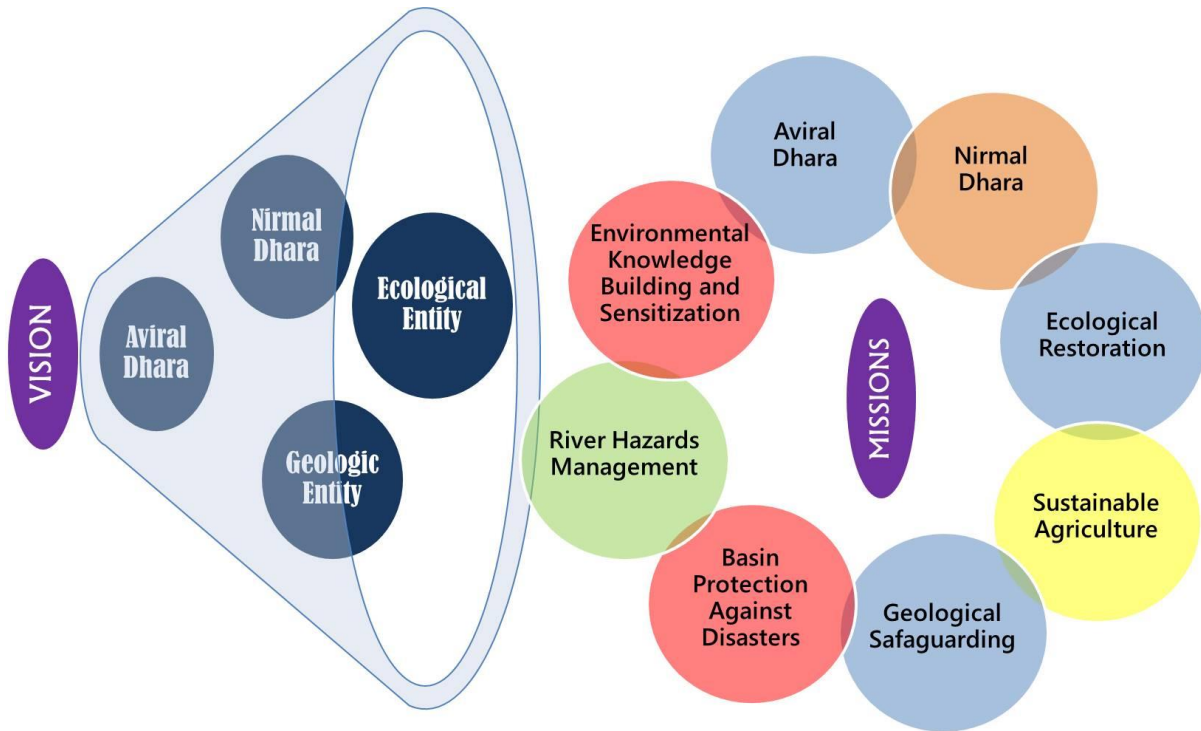 VISION
Aviral
Dhara
Nirmal
Dhara
Ecological
Entity
Geologic
Entity
MISSIONS
Aviral
Dhara
Nirmal
Dhara
Ecological
Restoration
Sustainable
Agriculture
Geological
Safaguarding
Basin
Protection
Against
Disasters
River Hazards
Management
Environmental
Knowledge
Building and
Sensitization